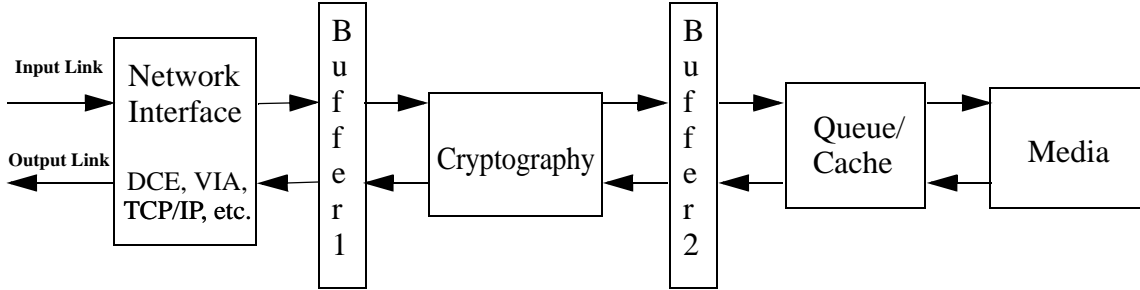 Input Link
Output Link
Network
Interface
DCE, VIA,
TCP/IP, etc.
B
u
f
f
e
r
1
Cryptography
B
u
f
f
e
r
2
Queue/
Cache
Media